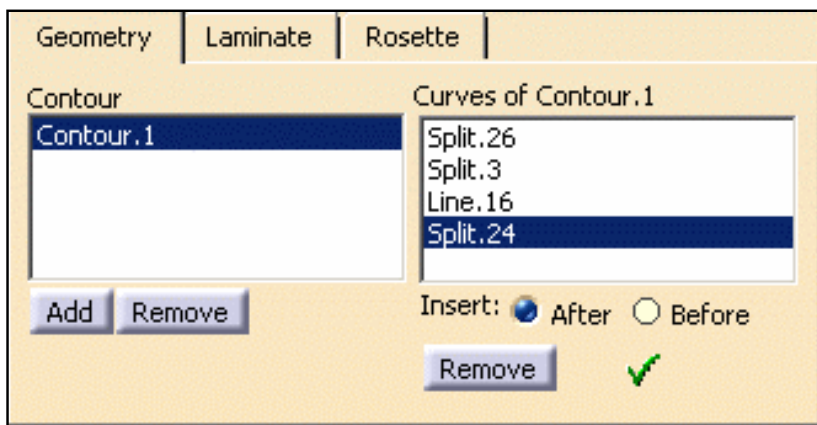 Geometry Laminate Rosette
Contour
Contour.1
Add Remove
Curves of Contour.1
Split.26
Split.3
Line.16
Split.24
Insert: After Before
Remove